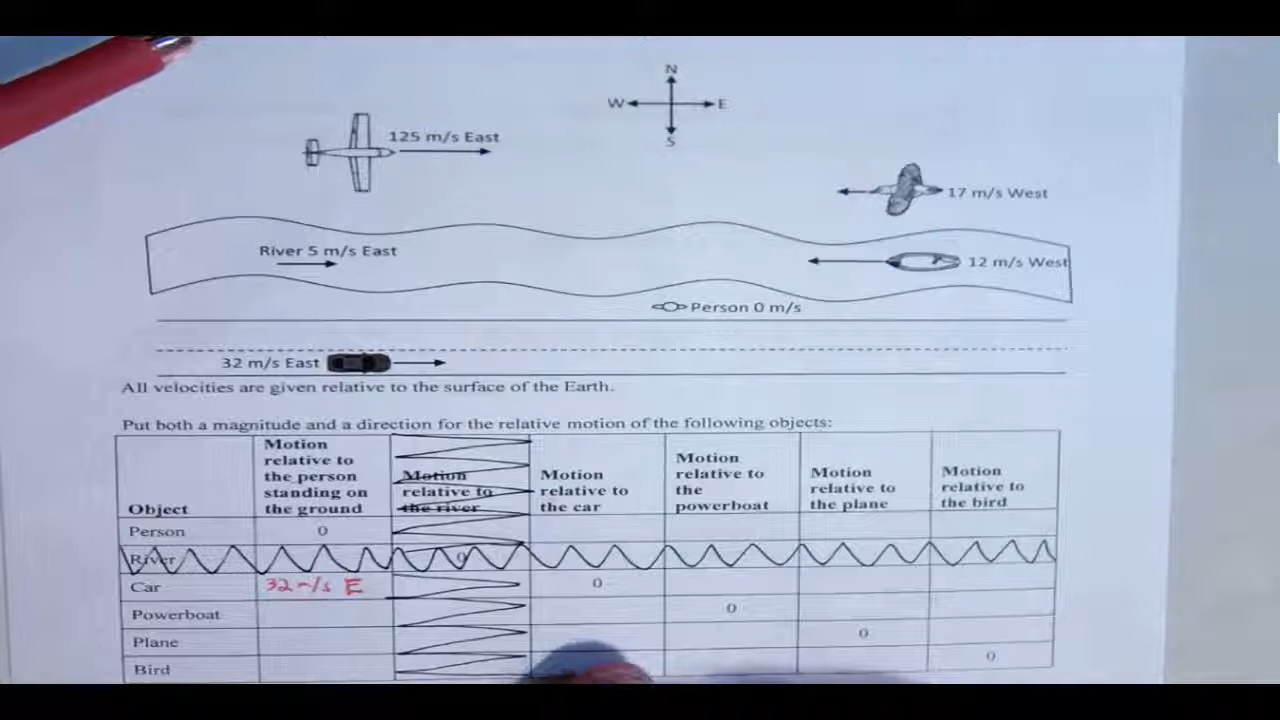 N
W E
S
125 m/s East
17 m/s West
River 5 m/s East
12 m/s West
Person 0 m/s
32 m/s East
All velocities are given relative to the surface of the Earth.
Put both a magnitude and a direction for the relative motion of the following objects:
Object
Motion
relative to
the person
standing on
the ground
Motion
relative to
the river
Motion
relative to
the car
Motion
relative to
the
powerboat
Motion
relative to
the plane
Motion
relative to
the bird
Person 0
River 0
Car 32 m/s E 0
Powerboat 0
Plane 0
Bird 0